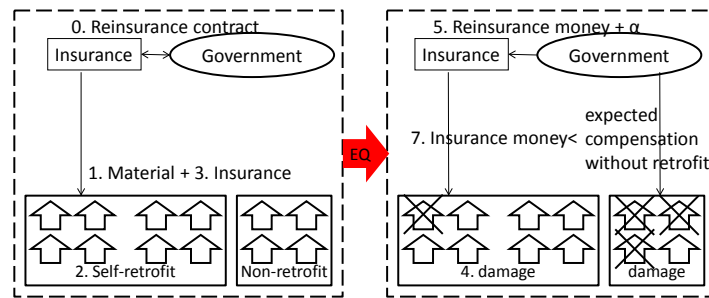 0. Reinsurance contract
Insurance
Government
1. Material + 3. Insurance
2. Self-retrofit
Non-retrofit
EQ
5. Reinsurance money + α
Insurance
Government
7. Insurance money<
expected
compensation
without retrofit
4. damage
damage